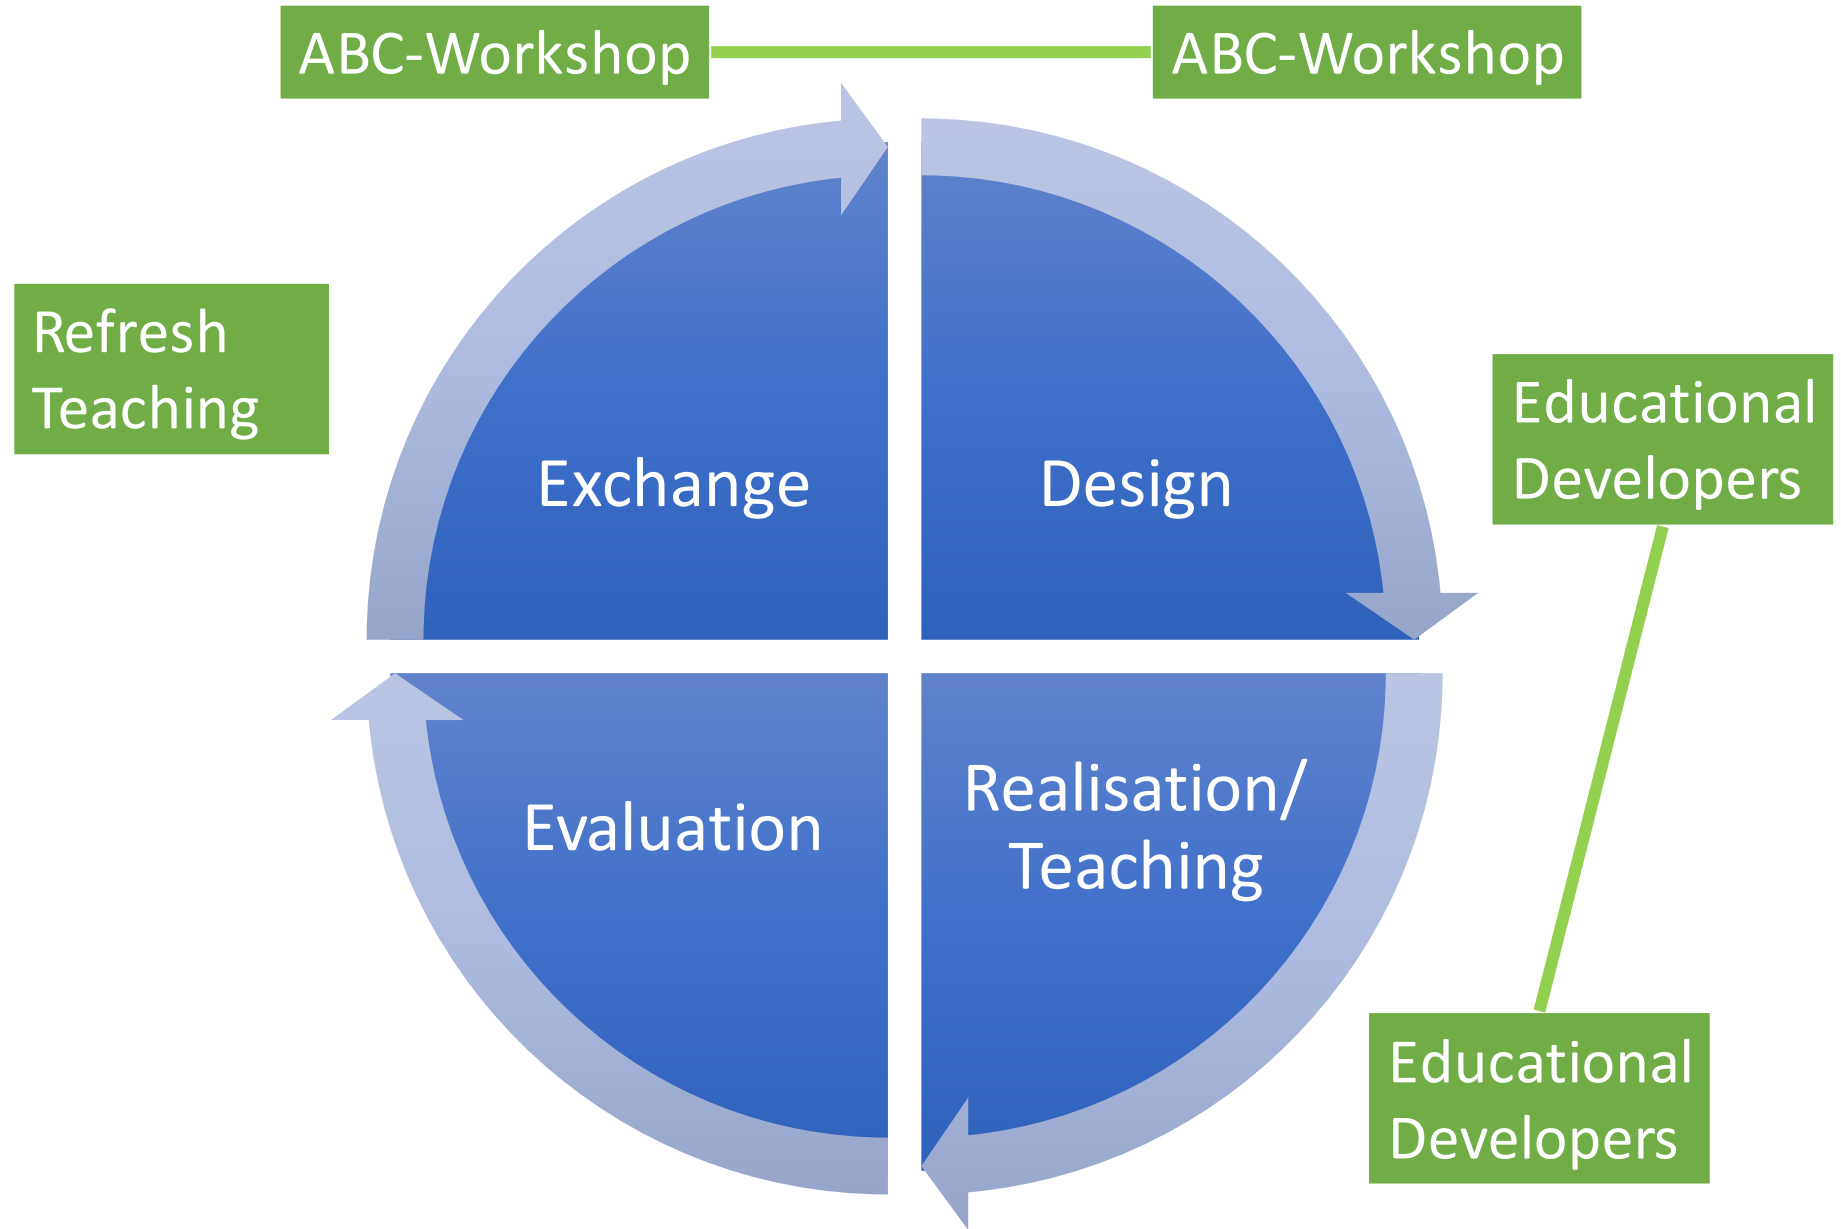 ABC-Workshop
ABC-Workshop
Refresh
Teaching
Educational
Developers
Exchange
Design
Realisation/
Teaching
Evaluation
Educational
Developers